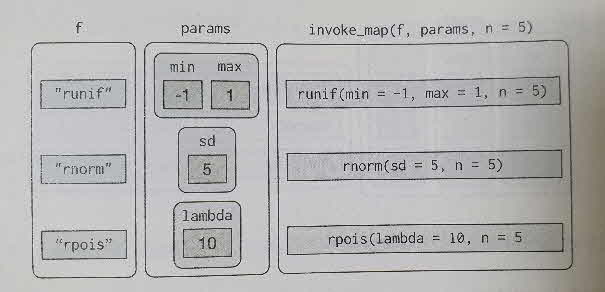 f params invoke_map(f, params, n = 5)
min max
"runif" -1 1 runif(min = -1, max = 1, n = 5)
sd
"rnorm" 5 rnorm(sd = 5, n = 5)
lambda
"rpois" 10 rpois(lambda = 10, n = 5